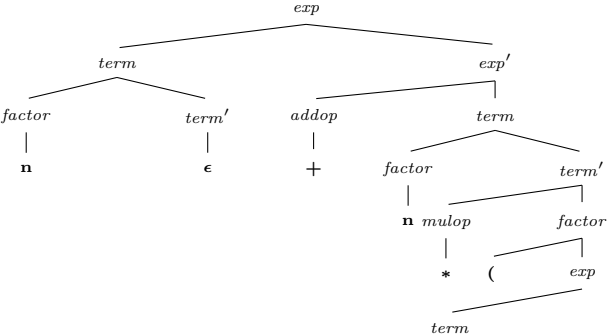 exp
term exp′
factor term′ addop term
n ϵ + factor term′
n mulop factor
* ( exp
term